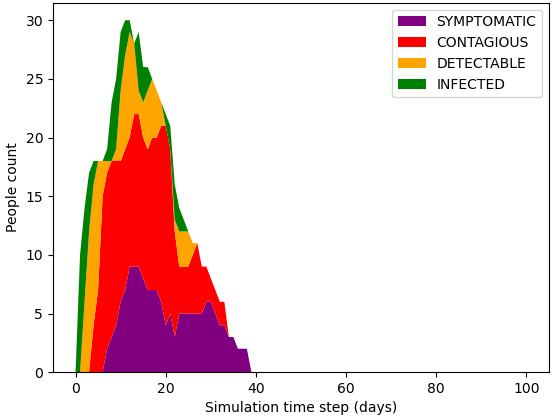 SYMPTOMATIC
CONTAGIOUS
DETECTABLE
INFECTED
30
25
20
15
10
5
0
People count
0 20 40 60 80 100
Simulation time step (days)